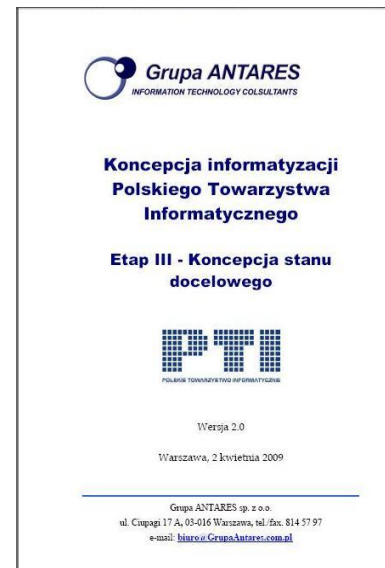 Grupa ANTARES
INFORMATION TECHNOLOGY COLSULTANTS
Koncepcja informatyzacji
Polskiego Towarzystwa
Informatycznego
Etap III - Koncepcja stanu
docelowego
PTI
POLSKIE TOWARZYSTWO INFORMATYCZNE
Wersja 2.0
Warszawa, 2 kwietnia 2009
Grupa ANTARES sp. z o.o.
ul. Ciupagi 17 A, 03-016 Warszawa, tel./fax. 814 57 97
e-mail: biuro@GrupaAntares.com.pl